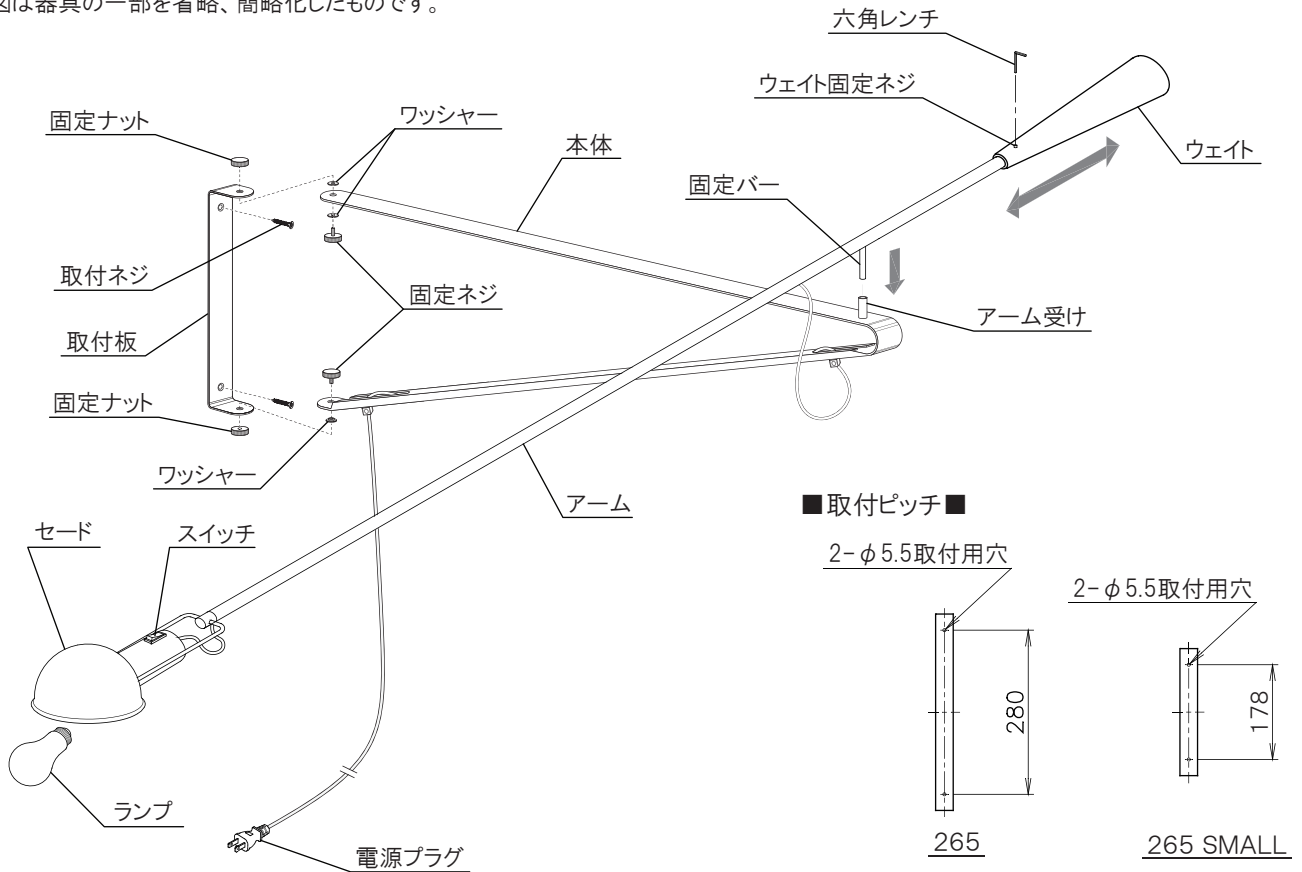 図は器具の一部を省略、簡略化したものです。
六角レンチ
ウェイト固定ネジ
ワッシャー
固定ナット
本体
ウェイト
固定バー
取付ネジ
固定ネジ
アーム受け
取付板
固定ナット
ワッシャー
アーム
■取付ピッチ■
セード
スイッチ
2-φ5.5取付用穴
2-φ5.5取付用穴
280
178
ランプ
電源プラグ
265
265 SMALL